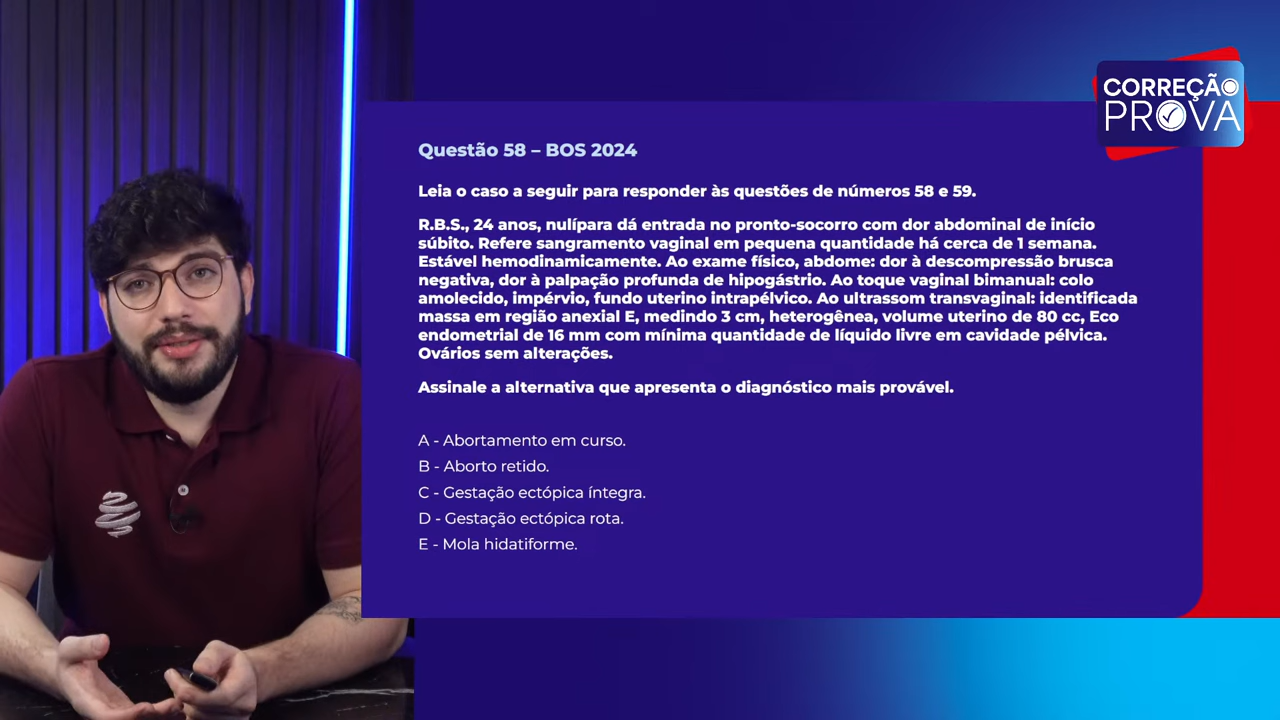 CORREÇÃO
PROVA
Questão 58 – BOS 2024
Leia o caso a seguir para responder às questões de números 58 e 59.
R.B.S., 24 anos, nulípara dá entrada no pronto-socorro com dor abdominal de início
súbito. Refere sangramento vaginal em pequena quantidade há cerca de 1 semana.
Estável hemodinamicamente. Ao exame físico, abdome: dor à descompressão brusca
negativa, dor à palpação profunda de hipogástrio. Ao toque vaginal bimanual: colo
amolecido, impérvio, fundo uterino intrapélvico. Ao ultrassom transvaginal: identificada
massa em região anexial E, medindo 3 cm, heterogênea, volume uterino de 80 cc, Eco
endometrial de 16 mm com mínima quantidade de líquido livre em cavidade pélvica.
Ovários sem alterações.
Assinale a alternativa que apresenta o diagnóstico mais provável.
A - Abortamento em curso.
B - Aborto retido.
C - Gestação ectópica íntegra.
D - Gestação ectópica rota.
E - Mola hidatiforme.